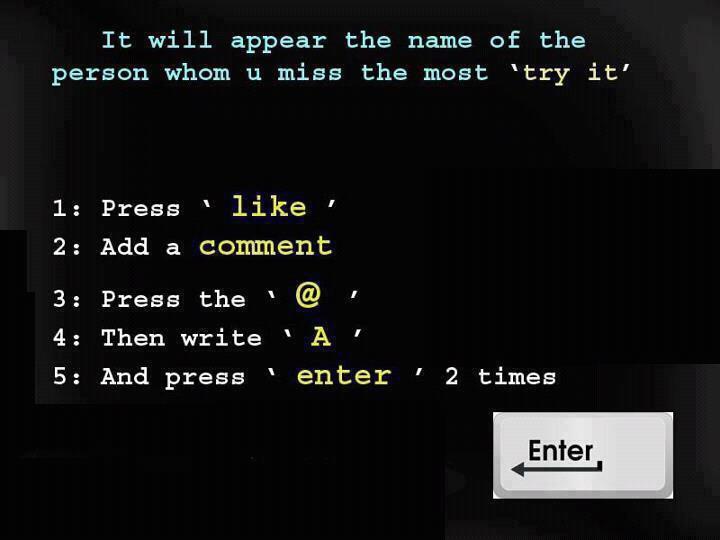 It will appear the name of the
person whom u miss the most ‘try it’
1: Press ‘ like ’
2: Add a comment
3: Press the ‘ @ ’
4: Then write ‘ A ’
5: And press ‘ enter ’ 2 times
Enter